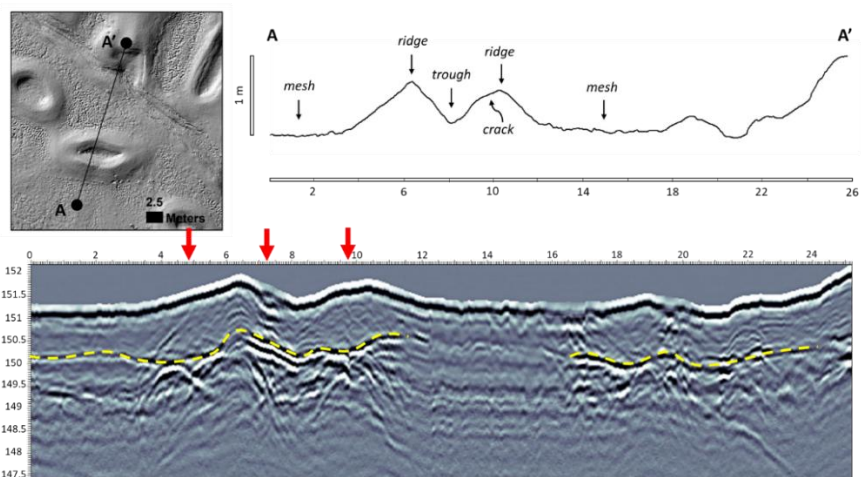 A'
A
2.5
Meters
A
A'
ridge
ridge
mesh
trough
mesh
1 m
crack
2 6 10 14 18 22 26
0 2 4 6 8 10 12 14 16 18 20 22 24
152
151.5
151
150.5
150
149.5
149
148.5
148
147.5